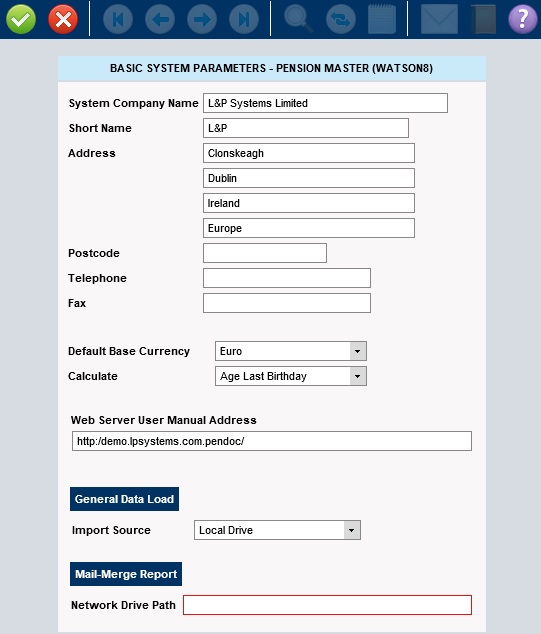 ?
BASIC SYSTEM PARAMETERS - PENSION MASTER (WATSON8)
System Company Name L&P Systems Limited
Short Name L&P
Address Clonskeagh
Dublin
Ireland
Europe
Postcode
Telephone
Fax
Default Base Currency Euro
Calculate Age Last Birthday
Web Server User Manual Address
http:/demo.lpsystems.com.pendoc/
General Data Load
Import Source Local Drive
Mail-Merge Report
Network Drive Path